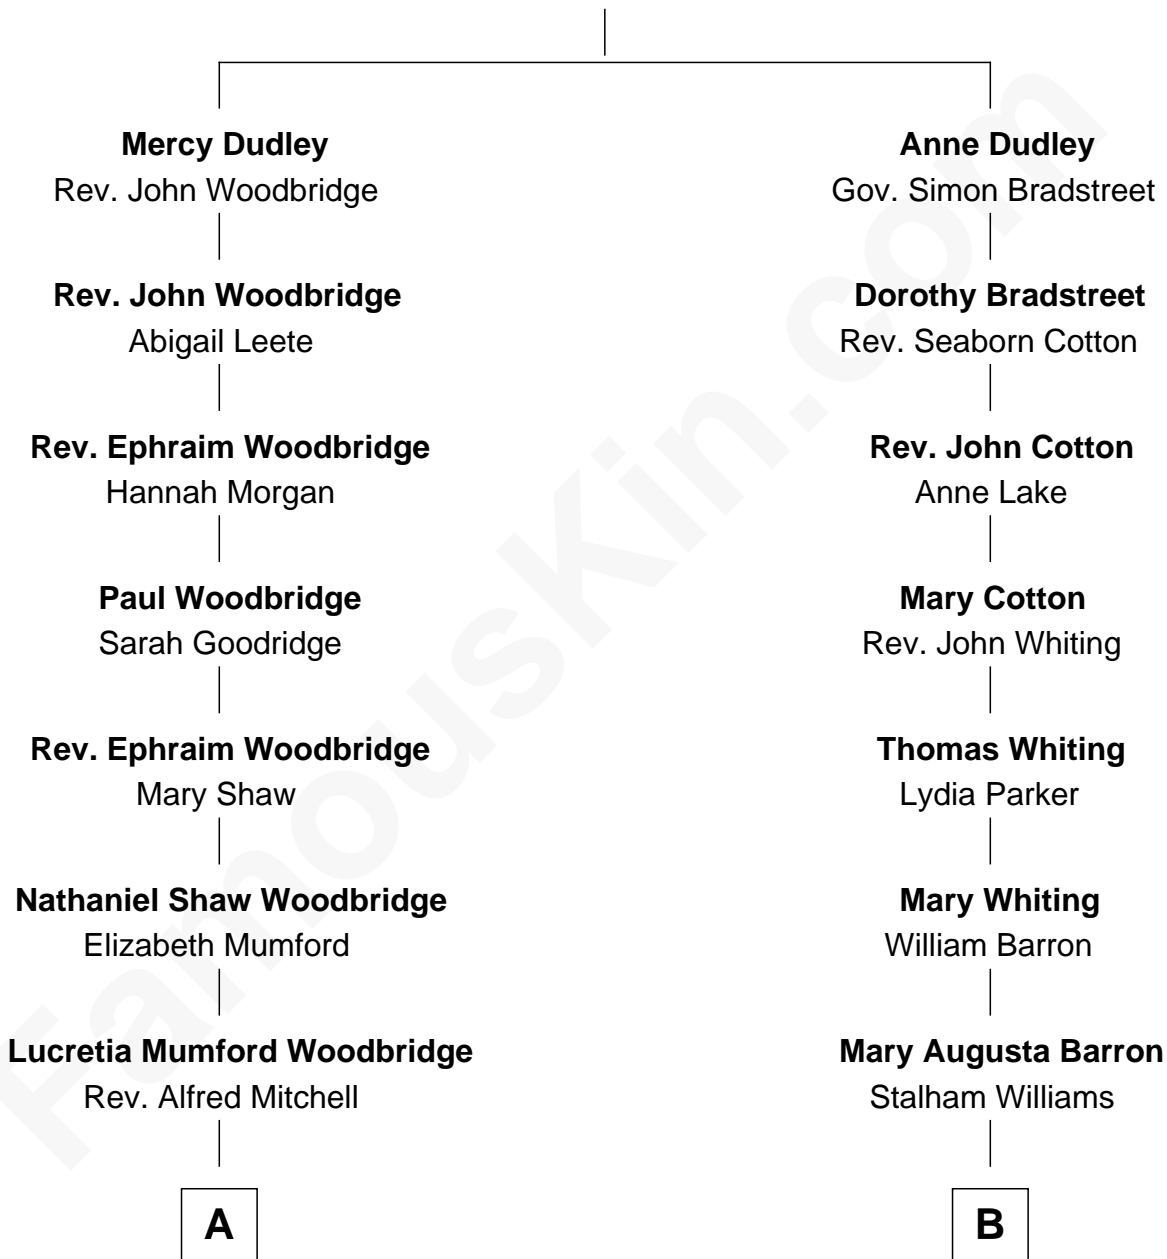 Mercy Dudley
Rev. John Woodbridge
Anne Dudley
Gov. Simon Bradstreet
Rev. John Woodbridge
Abigail Leete
Dorothy Bradstreet
Rev. Seaborn Cotton
Rev. Ephraim Woodbridge
Hannah Morgan
Rev. John Cotton
Anne Lake
Paul Woodbridge
Sarah Goodridge
Mary Cotton
Rev. John Whiting
Rev. Ephraim Woodbridge
Mary Shaw
Thomas Whiting
Lydia Parker
Nathaniel Shaw Woodbridge
Elizabeth Mumford
Mary Whiting
William Barron
Lucretia Mumford Woodbridge
Rev. Alfred Mitchell
Mary Augusta Barron
Stalham Williams
A
B
FamousKin.com